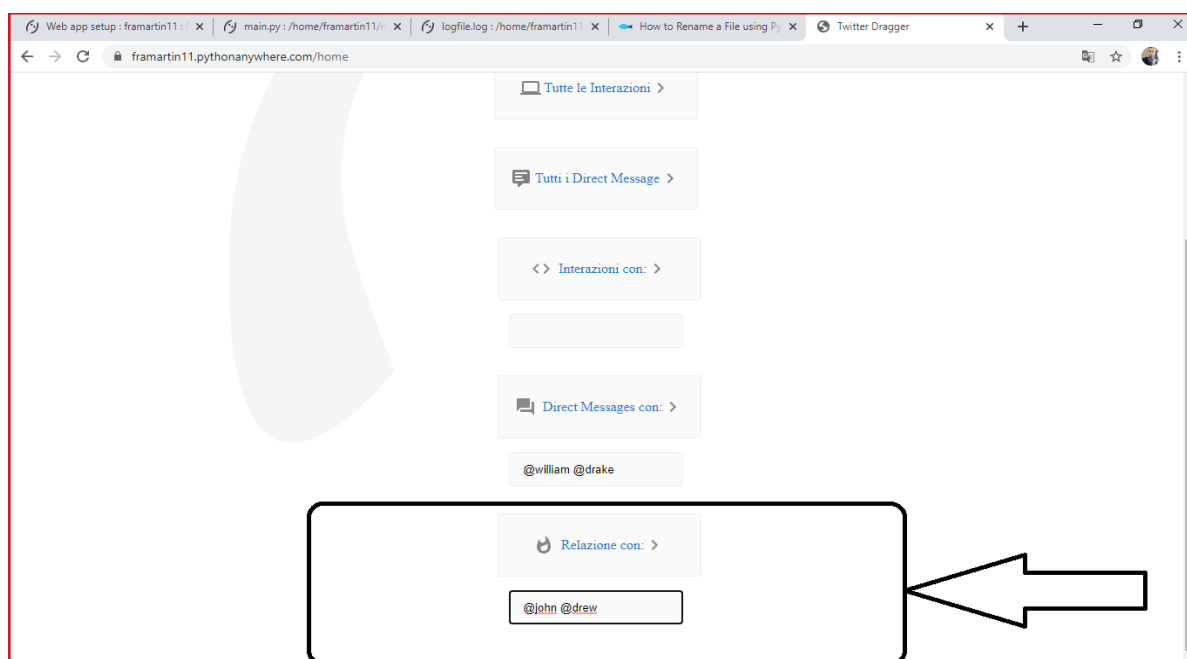 Web app setup : framartin11 :
main.py : /home/framartin11/
logfile.log : /home/framartin11
How to Rename a File using Py
Twitter Dragger
framartin11.pythonanywhere.com/home
Tutte le Interazioni
Tutti i Direct Message
Interazioni con:
Direct Messages con:
@william @drake
Relazione con:
@john @drew